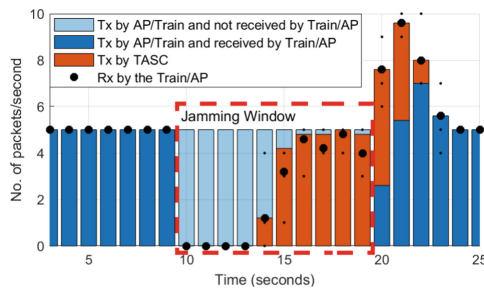 Tx by AP/Train and not received by Train/AP
Tx by AP/Train and received by Train/AP
Tx by TASC
Rx by the Train/AP
Jamming Window
No. of packets/second
10
8
6
4
2
0
5
10
15
20
25
Time (seconds)